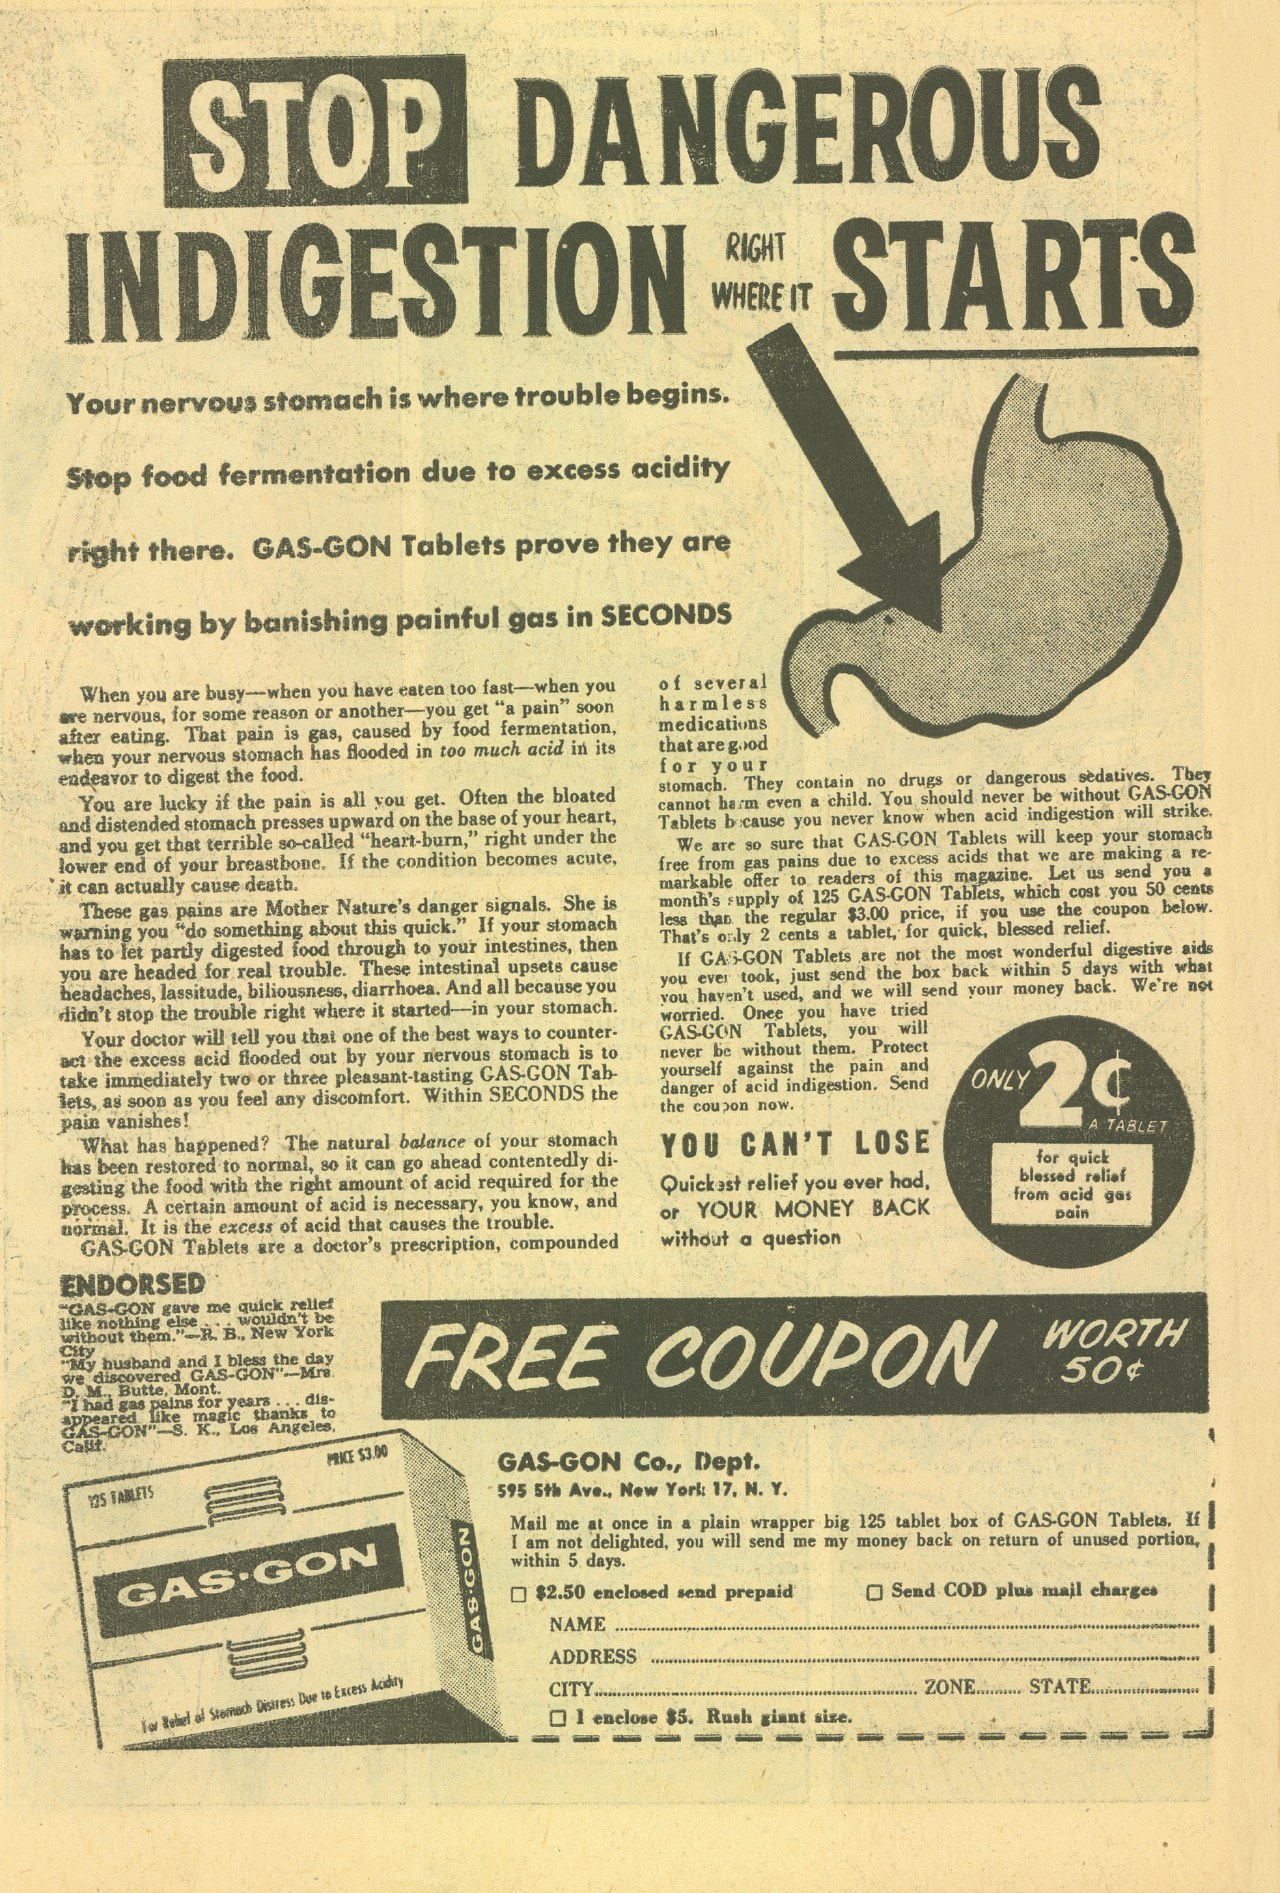 STOP DANGEROUS
INDIGESTION RIGHT WHERE IT STARTS
Your nervous stomach is where trouble begins.
Stop food fermentation due to excess acidity
right there. GAS-GON Tablets prove they are
working by banishing painful gas in SECONDS
When you are busy—when you have eaten too fast—when you
are nervous, for some reason or another—you get "a pain" soon
after eating. That pain is gas, caused by food fermentation,
when your nervous stomach has flooded in too much acid in its
endeavor to digest the food.
You are lucky if the pain is all you get. Often the bloated
and distended stomach presses upward on the base of your heart,
and you get that terrible so-called "heart-burn," right under the
lower end of your breastbone. If the condition becomes acute,
it can actually cause death.
These gas pains are Mother Nature's danger signals. She is
warning you "do something about this quick." If your stomach
has to let partly digested food through to your intestines, then
you are headed for real trouble. These intestinal upsets cause
headaches, lassitude, biliousness, diarrhoea. And all because you
didn't stop the trouble right where it started—in your stomach.
Your doctor will tell you that one of the best ways to counter-
act the excess acid flooded out by your nervous stomach is to
take immediately two or three pleasant-tasting GAS-GON Tab-
lets, as soon as you feel any discomfort. Within SECONDS the
pain vanishes!
What has happened? The natural balance of your stomach
has been restored to normal, so it can go ahead contentedly di-
gesting the food with the right amount of acid required for the
process. A certain amount of acid is necessary, you know, and
normal. It is the excess of acid that causes the trouble.
GAS-GON Tablets are a doctor's prescription, compounded
of several
harmless
medications
that are good
for your
stomach. They contain no drugs or dangerous sedatives. They
cannot harm even a child. You should never be without GAS-GON
Tablets because you never know when acid indigestion will strike.
We are so sure that GAS-GON Tablets will keep your stomach
free from gas pains due to excess acids that we are making a re-
markable offer to readers of this magazine. Let us send you a
month's supply of 125 GAS-GON Tablets, which cost you 50 cents
less than the regular $3.00 price, if you use the coupon below.
That's only 2 cents a tablet, for quick, blessed relief.
If GAS-GON Tablets are not the most wonderful digestive aids
you ever took, just send the box back within 5 days with what
you haven't used, and we will send your money back. We're not
worried. Once you have tried
GAS-GON Tablets, you will
never be without them. Protect
yourself against the pain and
danger of acid indigestion. Send
the coupon now.
YOU CAN'T LOSE
Quickest relief you ever had,
or YOUR MONEY BACK
without a question
ONLY 2¢
A TABLET
for quick
blessed relief
from acid gas
pain
ENDORSED
"GAS-GON gave me quick relief
like nothing else . . . wouldn't be
without them."—R. B., New York
City
"My husband and I bless the day
we discovered GAS-GON"—Mrs.
D. M., Butte, Mont.
"I had gas pains for years . . . dis-
appeared like magic thanks to
GAS-GON"—S. K., Los Angeles,
Calif.
125 TABLETS
PRICE $3.00
GAS·GON
GAS·GON
For Relief of Stomach Distress Due to Excess Acidity
FREE COUPON WORTH 50¢
GAS-GON Co., Dept.
595 5th Ave., New York 17, N. Y.
Mail me at once in a plain wrapper big 125 tablet box of GAS-GON Tablets. If
I am not delighted, you will send me my money back on return of unused portion,
within 5 days.
☐ $2.50 enclosed send prepaid ☐ Send COD plus mail charges
NAME
ADDRESS
CITY ZONE STATE
☐ I enclose $5. Rush giant size.